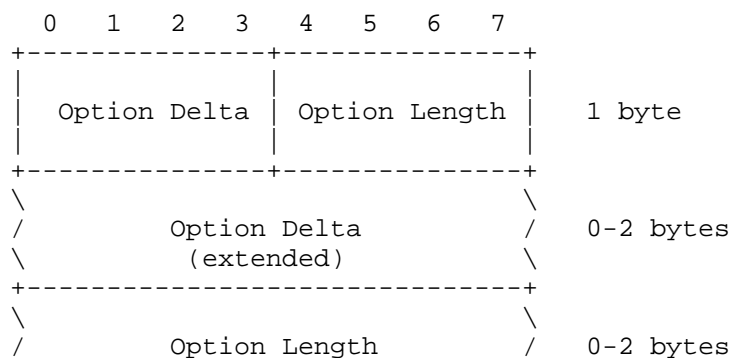 0 1 2 3 4 5 6 7
Option Delta Option Length 1 byte
Option Delta 0-2 bytes
(extended)
Option Length 0-2 bytes